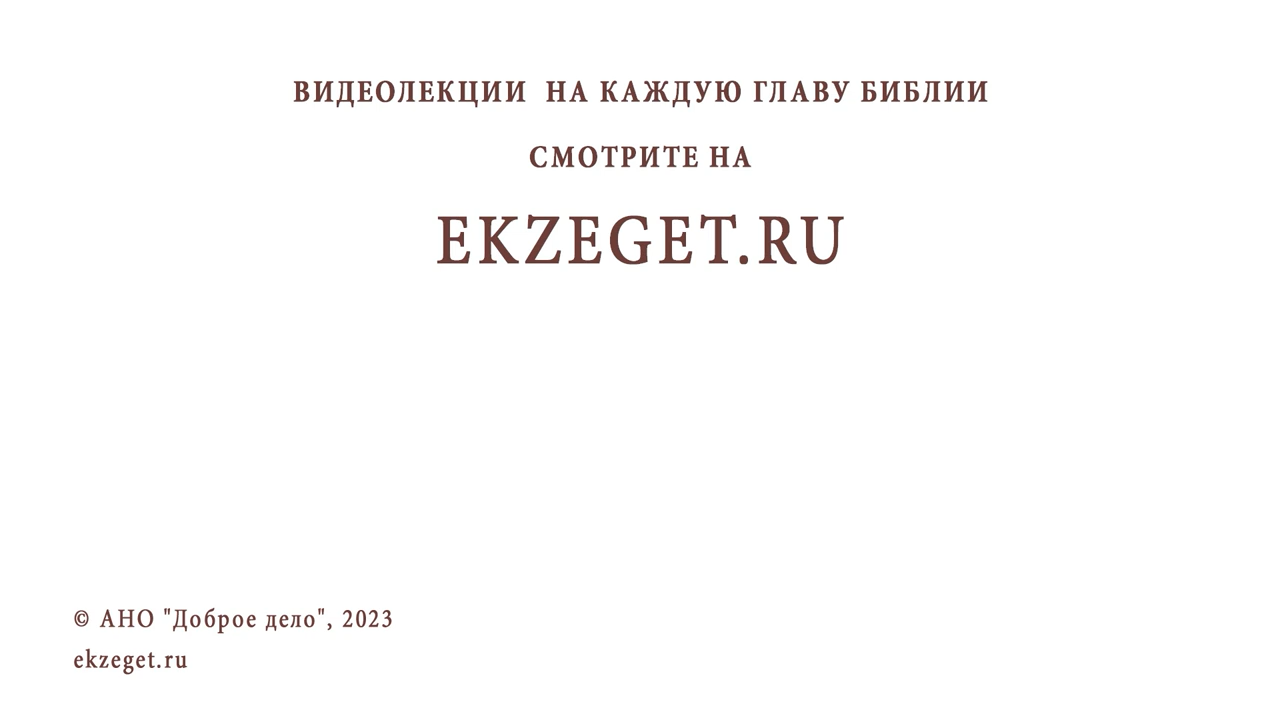 ВИДЕОЛЕКЦИИ НА КАЖДУЮ ГЛАВУ БИБЛИИ
СМОТРИТЕ НА
EKZEGET.RU
© АНО "Доброе дело", 2023
ekzeget.ru